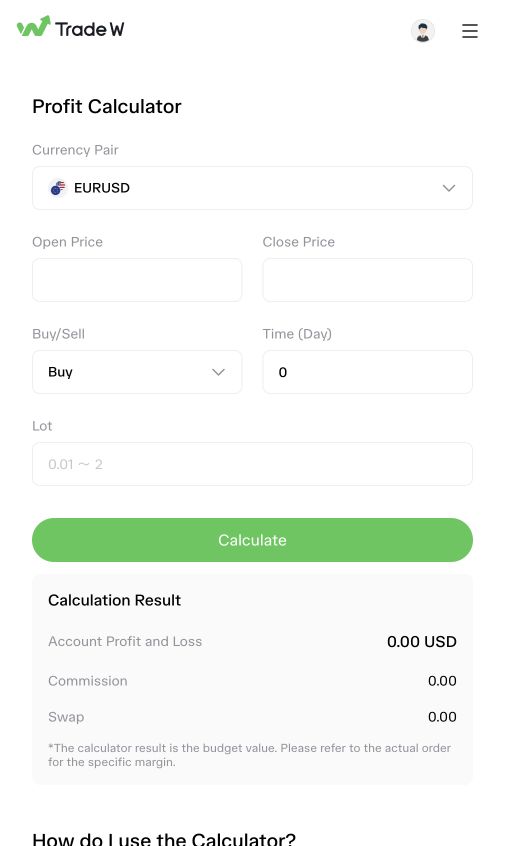 Trade W
Profit Calculator
Currency Pair
EURUSD
Open Price
Close Price
Buy/Sell
Time (Day)
Buy
0
Lot
0.01 ～ 2
Calculate
Calculation Result
Account Profit and Loss
0.00 USD
Commission
0.00
Swap
0.00
*The calculator result is the budget value. Please refer to the actual order
for the specific margin.
How do I use the Calculator?